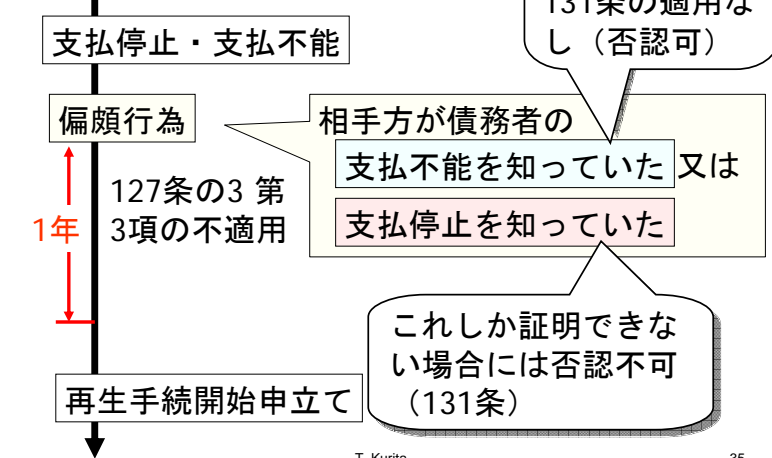 131条の適用な
し（否認可）
支払停止・支払不能
偏頗行為
相手方が債務者の
支払不能を知っていた 又は
支払停止を知っていた
1年
127条の3 第
3項の不適用
これしか証明できな
い場合には否認不可
（131条）
再生手続開始申立て
T. Kurita
35